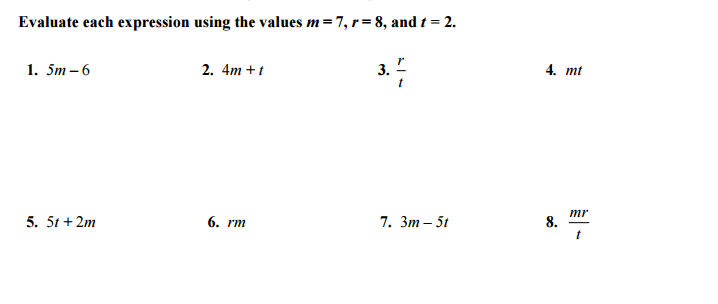 Evaluate each expression using the values m = 7, r = 8, and t = 2.
1. 5m – 6 2. 4m + t 3. r/t 4. mt
5. 5t + 2m 6. rm 7. 3m – 5t 8. mr/t